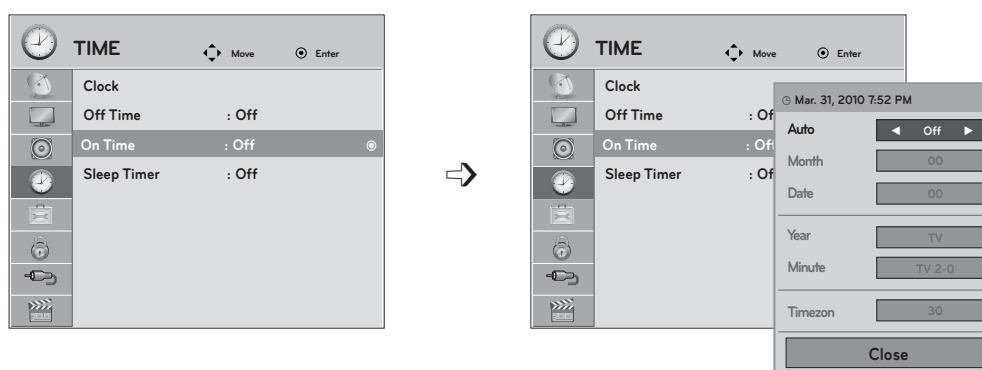 TIME Move Enter
Clock
Off Time : Off
On Time : Off
Sleep Timer : Off
TIME Move Enter
Clock
Off Time : Of
On Time : Off
Sleep Timer : Of
Mar. 31, 2010 7:52 PM
Auto ◀ Off ▶
Month 00
Date 00
Year TV
Minute TV 2-0
Timezon 30
Close